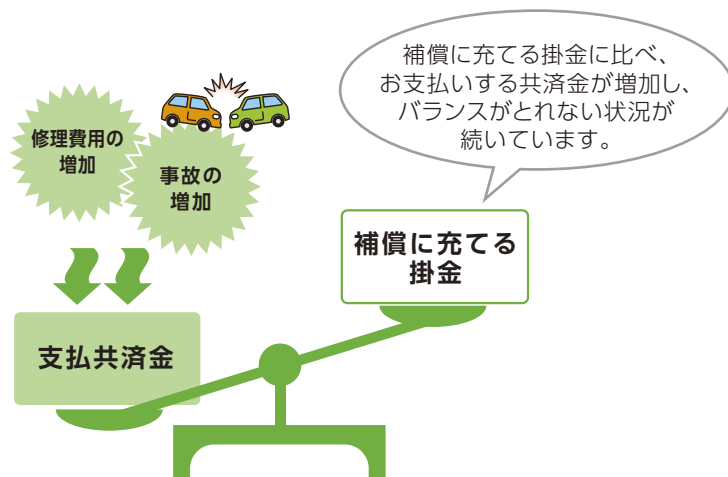 補償に充てる掛金に比べ、
お支払いする共済金が増加し、
バランスがとれない状況が
続いています。
修理費用の
増加
事故の
増加
補償に充てる
掛金
支払共済金